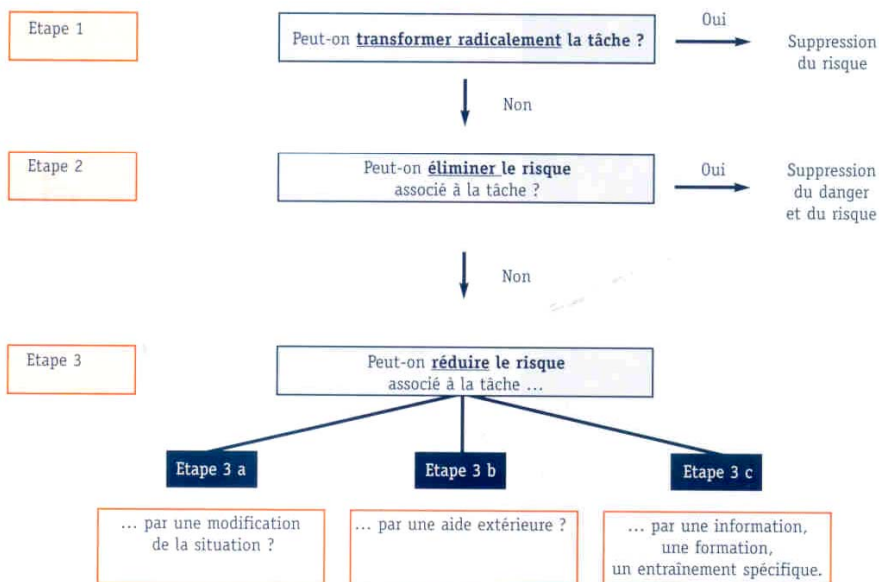 Etape 1
Peut-on transformer radicalement la tâche ?
Oui
Suppression
du risque
Non
Etape 2
Peut-on éliminer le risque
associé à la tâche ?
Oui
Suppression
du danger
et du risque
Non
Etape 3
Peut-on réduire le risque
associé à la tâche ...
Etape 3 a
Etape 3 b
Etape 3 c
... par une modification
de la situation ?
... par une aide extérieure ?
... par une information,
une formation,
un entraînement spécifique.